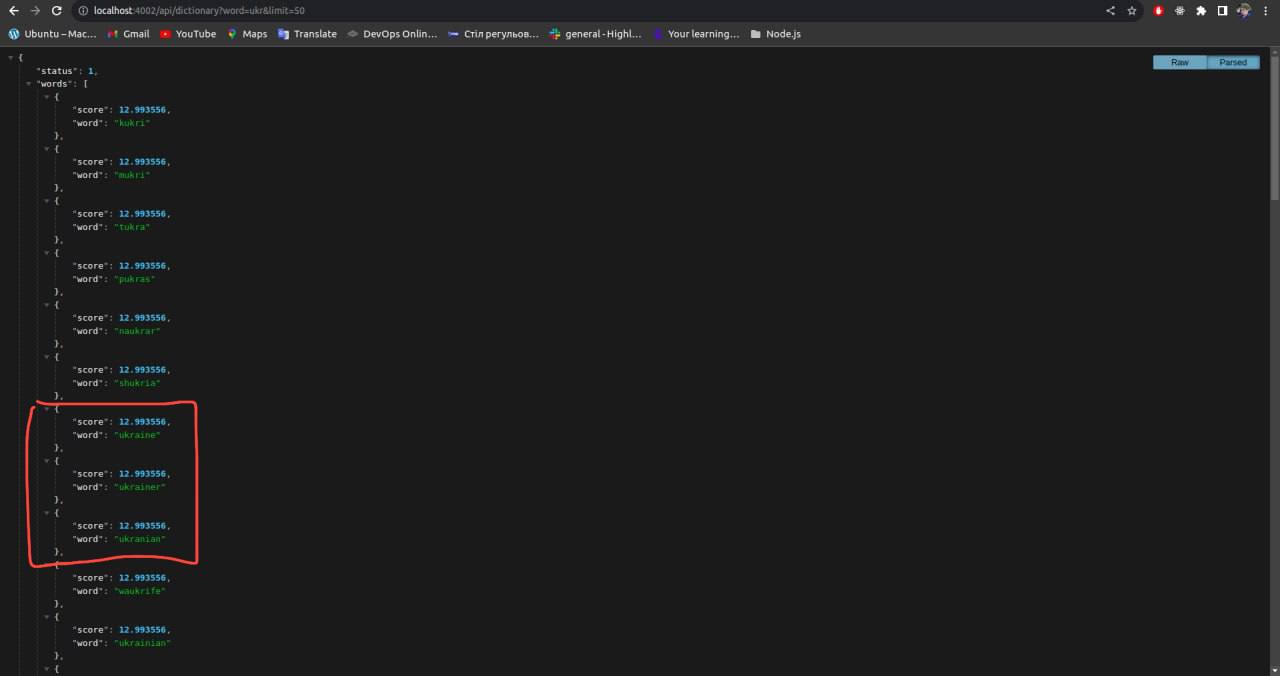 localhost:4002/api/dictionary?word=ukr&limit=50
Ubuntu – Mac... Gmail YouTube Maps Translate DevOps Onlin... Стіл регульов... general - Highl... Your learning... Node.js
Raw Parsed
{
"status": 1,
"words": [
{
"score": 12.993556,
"word": "kukri"
},
{
"score": 12.993556,
"word": "mukri"
},
{
"score": 12.993556,
"word": "tukra"
},
{
"score": 12.993556,
"word": "pukras"
},
{
"score": 12.993556,
"word": "naukrar"
},
{
"score": 12.993556,
"word": "shukria"
},
{
"score": 12.993556,
"word": "ukraine"
},
{
"score": 12.993556,
"word": "ukrainer"
},
{
"score": 12.993556,
"word": "ukranian"
},
{
"score": 12.993556,
"word": "waukrife"
},
{
"score": 12.993556,
"word": "ukrainian"
},
{